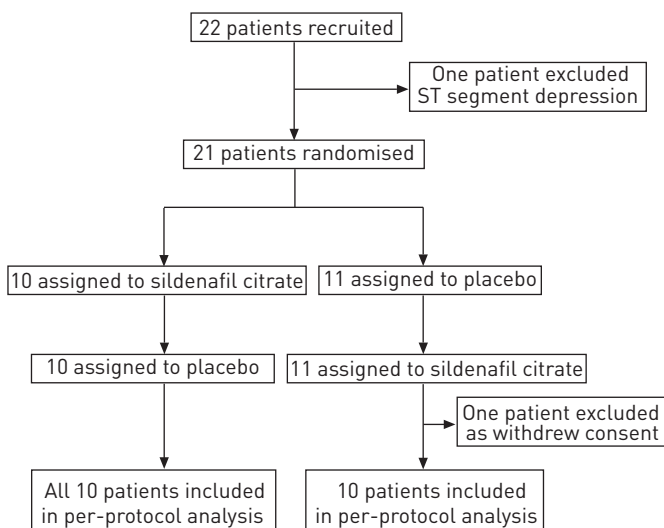 22 patients recruited
One patient excluded
ST segment depression
21 patients randomised
10 assigned to sildenafil citrate
11 assigned to placebo
10 assigned to placebo
11 assigned to sildenafil citrate
One patient excluded
as withdrew consent
All 10 patients included
in per-protocol analysis
10 patients included
in per-protocol analysis